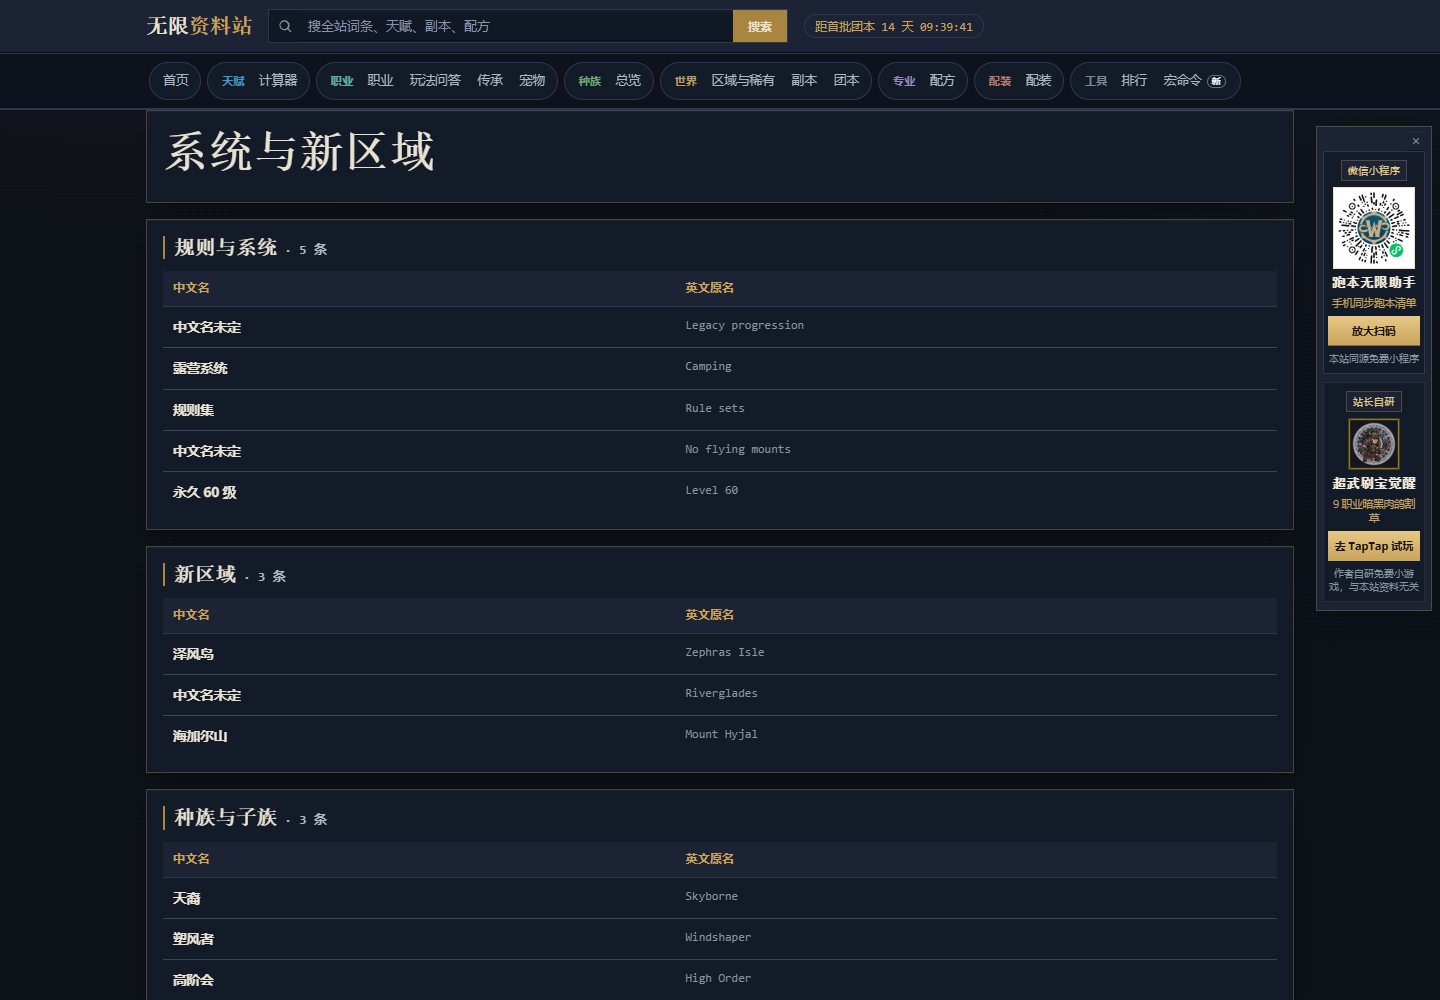 无限资料站
搜全站词条、天赋、副本、配方
搜索
距首批团本 14 天 09:39:41
首页
天赋 计算器
职业 职业 玩法问答 传承 宠物
种族 总览
世界 区域与稀有 副本 团本
专业 配方
配装 配装
工具 排行 宏命令 新
系统与新区域
规则与系统 · 5 条
中文名 英文原名
中文名未定 Legacy progression
露营系统 Camping
规则集 Rule sets
中文名未定 No flying mounts
永久 60 级 Level 60
新区域 · 3 条
中文名 英文原名
泽风岛 Zephras Isle
中文名未定 Riverglades
海加尔山 Mount Hyjal
种族与子族 · 3 条
中文名 英文原名
天裔 Skyborne
塑风者 Windshaper
高阶会 High Order
×
微信小程序
跑本无限助手
手机同步跑本清单
放大扫码
本站同源免费小程序
站长自研
超武刷宝觉醒
9 职业暗黑肉鸽割
草
去 TapTap 试玩
作者自研免费小游
戏，与本站资料无关